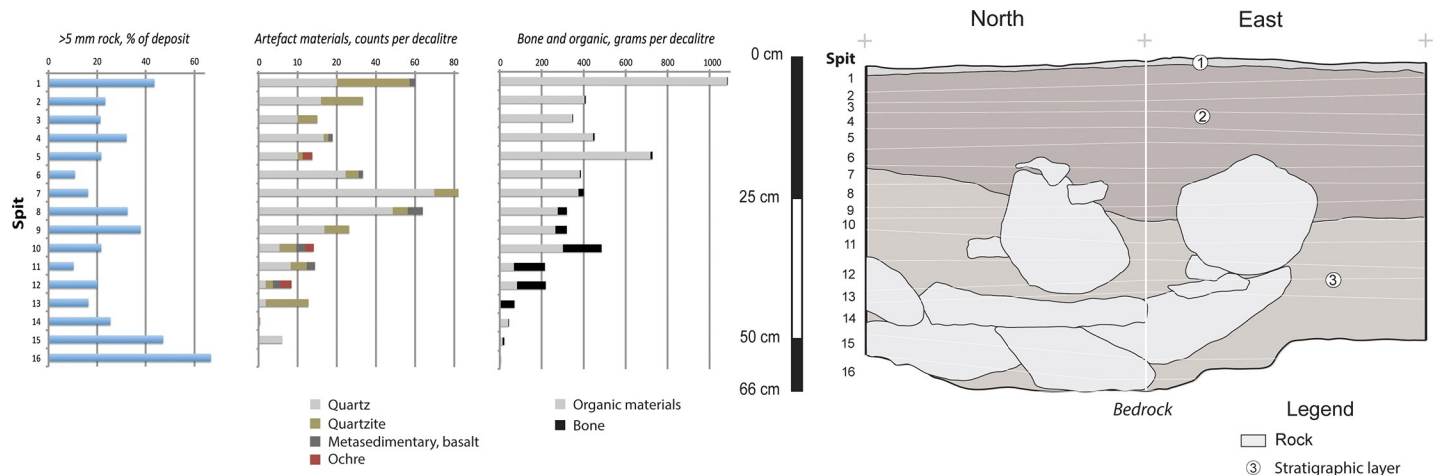 >5 mm rock, % of deposit
0 20 40 60
Spit
1
2
3
4
5
6
7
8
9
10
11
12
13
14
15
16
Artefact materials, counts per decalitre
0 10 20 40 60 80
Quartz
Quartzite
Metasedimentary, basalt
Ochre
Bone and organic, grams per decalitre
0 200 400 600 800 1000
Organic materials
Bone
0 cm
25 cm
50 cm
66 cm
North East
Spit
1
2
3
4
5
6
7
8
9
10
11
12
13
14
15
16
1
2
3
Bedrock
Legend
Rock
3 Stratigraphic layer